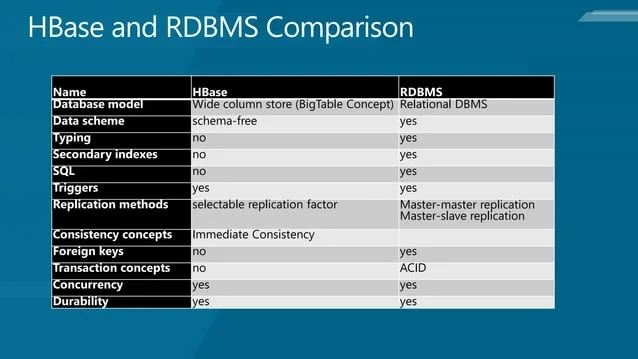 HBase and RDBMS Comparison
Name HBase RDBMS
Database model Wide column store (BigTable Concept) Relational DBMS
Data scheme schema-free yes
Typing no yes
Secondary indexes no yes
SQL no yes
Triggers yes yes
Replication methods selectable replication factor Master-master replication
Master-slave replication
Consistency concepts Immediate Consistency
Foreign keys no yes
Transaction concepts no ACID
Concurrency yes yes
Durability yes yes